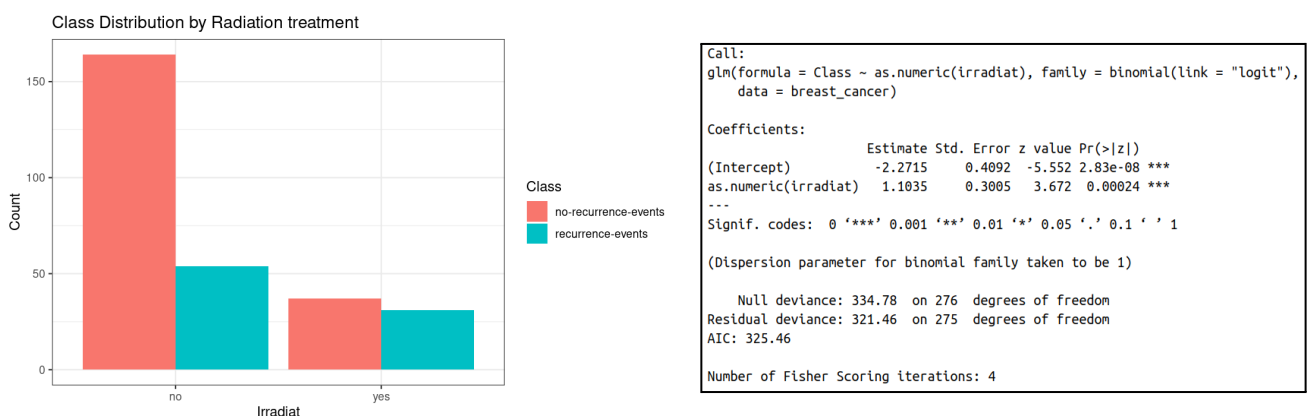 Class Distribution by Radiation treatment
150
100
50
0
Count
no
yes
Irradiat
Class
no-recurrence-events
recurrence-events
Call:
glm(formula = Class ~ as.numeric(irradiat), family = binomial(link = "logit"),
    data = breast_cancer)
Coefficients:
                     Estimate Std. Error z value Pr(>|z|)
(Intercept)           -2.2715     0.4092  -5.552 2.83e-08 ***
as.numeric(irradiat)   1.1035     0.3005   3.672  0.00024 ***
---
Signif. codes:  0 ‘***’ 0.001 ‘**’ 0.01 ‘*’ 0.05 ‘.’ 0.1 ‘ ’ 1
(Dispersion parameter for binomial family taken to be 1)
    Null deviance: 334.78  on 276  degrees of freedom
Residual deviance: 321.46  on 275  degrees of freedom
AIC: 325.46
Number of Fisher Scoring iterations: 4